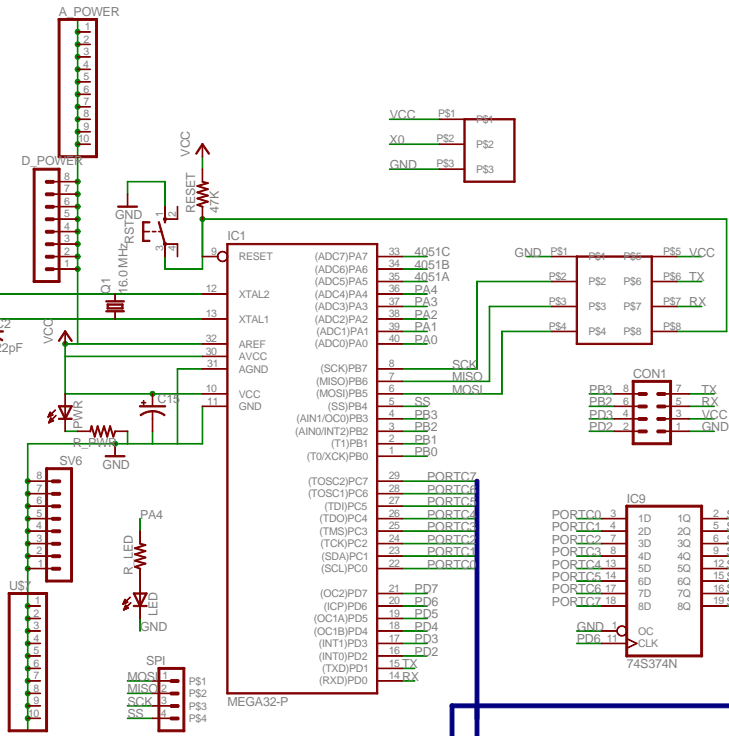 A_POWER
1
2
3
4
5
6
7
8
9
10
D_POWER
8
7
6
5
4
3
2
1
VCC
RESET
47K
GND
RST
1
2
3
4
Q1
16.0 MHz
VCC
C2
22pF
PWR
R_PWR
C15
GND
VCC P$1 P$1
X0 P$2 P$2
GND P$3 P$3
IC1
9 RESET
12 XTAL2
13 XTAL1
32 AREF
30 AVCC
31 AGND
10 VCC
11 GND
(ADC7)PA7 33 4051C
(ADC6)PA6 34 4051B
(ADC5)PA5 35 4051A
(ADC4)PA4 36 PA4
(ADC3)PA3 37 PA3
(ADC2)PA2 38 PA2
(ADC1)PA1 39 PA1
(ADC0)PA0 40 PA0
(SCK)PB7 8 SCK
(MISO)PB6 7 MISO
(MOSI)PB5 6 MOSI
(SS)PB4 5 SS
(AIN1/OC0)PB3 4 PB3
(AIN0/INT2)PB2 3 PB2
(T1)PB1 2 PB1
(T0/XCK)PB0 1 PB0
(TOSC2)PC7 29 PORTC7
(TOSC1)PC6 28 PORTC6
(TDI)PC5 27 PORTC5
(TDO)PC4 26 PORTC4
(TMS)PC3 25 PORTC3
(TCK)PC2 24 PORTC2
(SDA)PC1 23 PORTC1
(SCL)PC0 22 PORTC0
(OC2)PD7 21 PD7
(ICP)PD6 20 PD6
(OC1A)PD5 19 PD5
(OC1B)PD4 18 PD4
(INT1)PD3 17 PD3
(INT0)PD2 16 PD2
(TXD)PD1 15 TX
(RXD)PD0 14 RX
MEGA32-P
GND P$1 P$1 P$5 P$5 VCC
P$2 P$2 P$6 P$6 TX
P$3 P$3 P$7 P$7 RX
P$4 P$4 P$8 P$8
CON1
PB3 8 7 TX
PB2 6 5 RX
PD3 4 3 VCC
PD2 2 1 GND
SV6
8
7
6
5
4
3
2
1
PA4
R_LED
LED
GND
U$7
1
2
3
4
5
6
7
8
9
10
SPI
MOSI 1 P$1
MISO 2 P$2
SCK 3 P$3
SS 4 P$4
IC9
PORTC0 3 1D 1Q 2
PORTC1 4 2D 2Q 5
PORTC2 7 3D 3Q 6
PORTC3 8 4D 4Q 9
PORTC4 13 5D 5Q 12
PORTC5 14 6D 6Q 15
PORTC6 17 7D 7Q 16
PORTC7 18 8D 8Q 19
GND 1 OC
PD6 11 CLK
74S374N